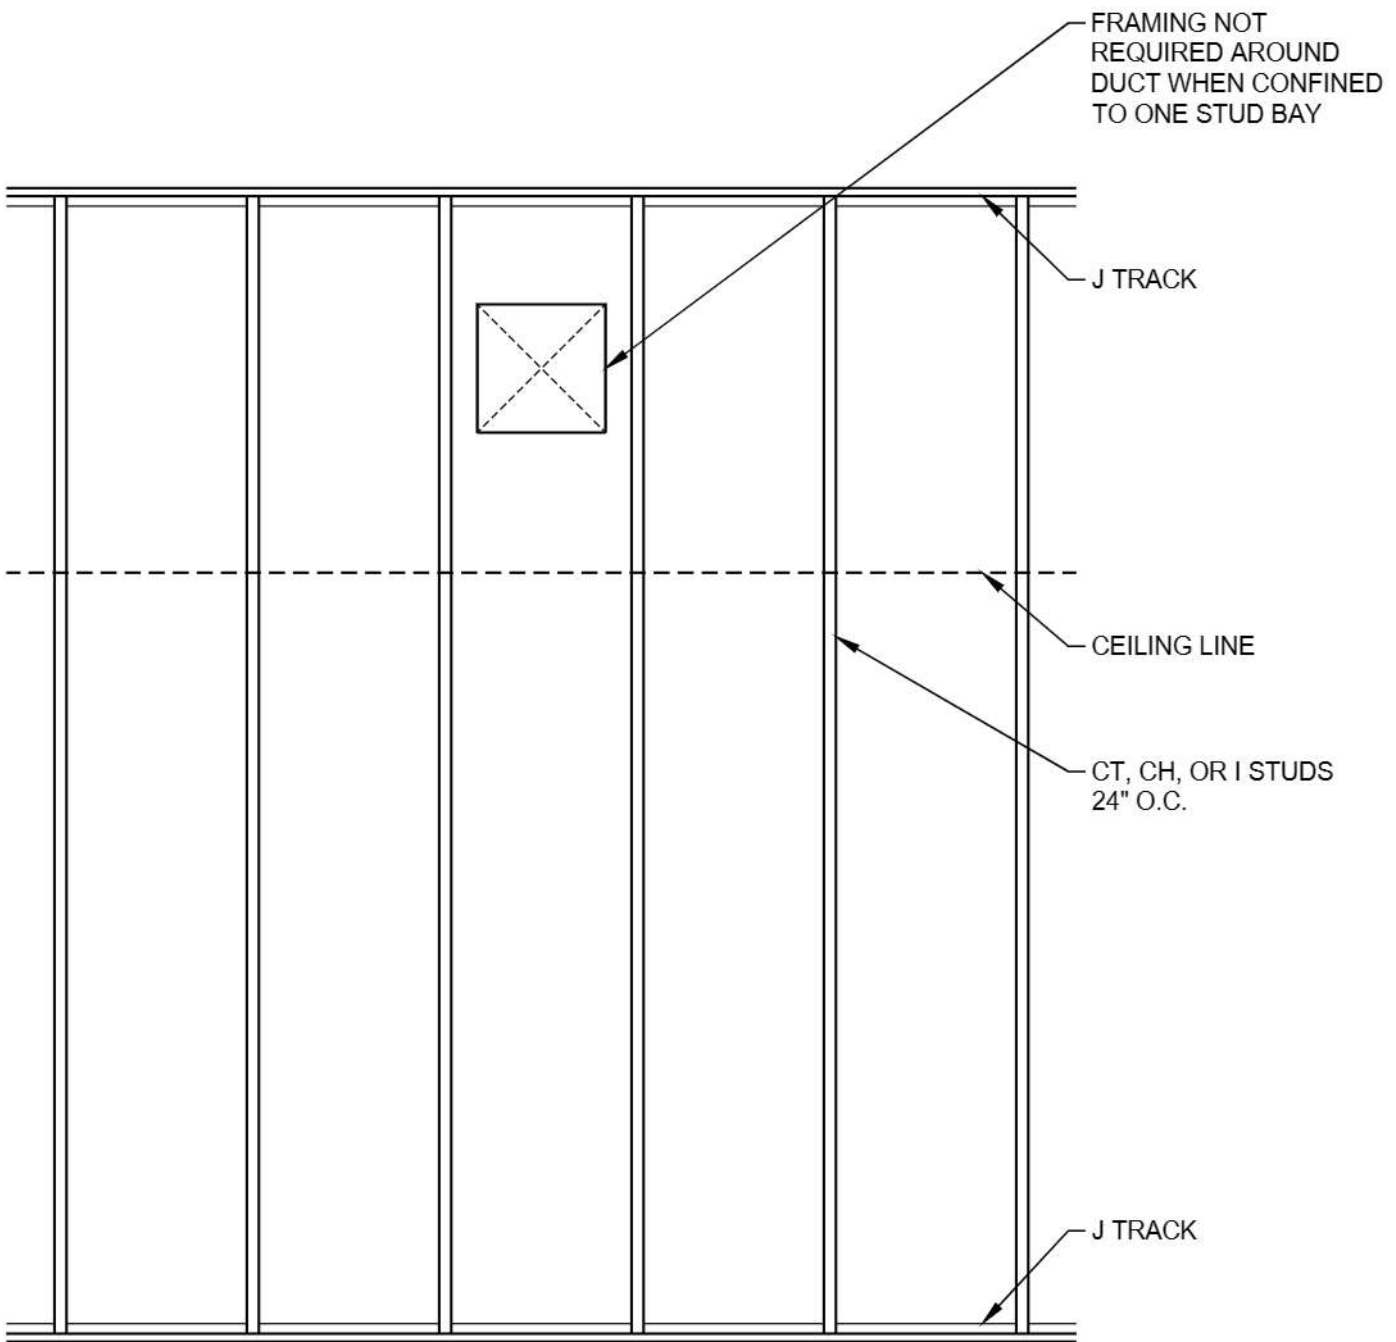 FRAMING NOT
REQUIRED AROUND
DUCT WHEN CONFINED
TO ONE STUD BAY
J TRACK
CEILING LINE
CT, CH, OR I STUDS
24" O.C.
J TRACK